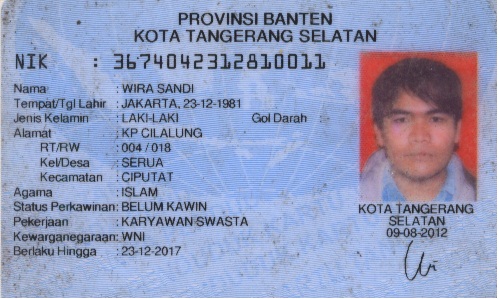 PROVINSI BANTEN
KOTA TANGERANG SELATAN
NIK : 3674042312810011
Nama : WIRA SANDI
Tempat/Tgl Lahir : JAKARTA, 23-12-1981
Jenis Kelamin : LAKI-LAKI Gol Darah :
Alamat : KP CILALUNG
RT/RW : 004 / 018
Kel/Desa : SERUA
Kecamatan : CIPUTAT
Agama : ISLAM
Status Perkawinan: BELUM KAWIN
Pekerjaan : KARYAWAN SWASTA
Kewarganegaraan: WNI
Berlaku Hingga : 23-12-2017
KOTA TANGERANG
SELATAN
09-08-2012